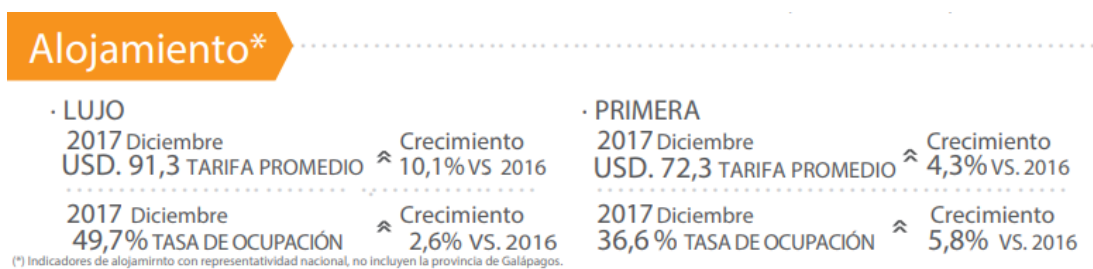 Alojamiento*
· LUJO
2017 Diciembre
USD. 91,3 TARIFA PROMEDIO
Crecimiento
10,1% VS 2016
2017 Diciembre
49,7% TASA DE OCUPACIÓN
Crecimiento
2,6% VS. 2016
· PRIMERA
2017 Diciembre
USD. 72,3 TARIFA PROMEDIO
Crecimiento
4,3% VS. 2016
2017 Diciembre
36,6 % TASA DE OCUPACIÓN
Crecimiento
5,8% VS. 2016
(*) Indicadores de alojamirnto con representatividad nacional, no incluyen la provincia de Galápagos.